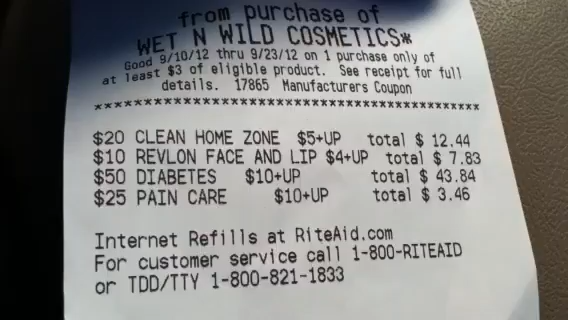 from purchase of
WET N WILD COSMETICS*
Good 9/10/12 thru 9/23/12 on 1 purchase only of
at least $3 of eligible product. See receipt for full
details. 17865 Manufacturers Coupon
**************************************************
$20 CLEAN HOME ZONE $5+UP total $ 12.44
$10 REVLON FACE AND LIP $4+UP total $ 7.83
$50 DIABETES $10+UP total $ 43.84
$25 PAIN CARE $10+UP total $ 3.46
Internet Refills at RiteAid.com
For customer service call 1-800-RITEAID
or TDD/TTY 1-800-821-1833